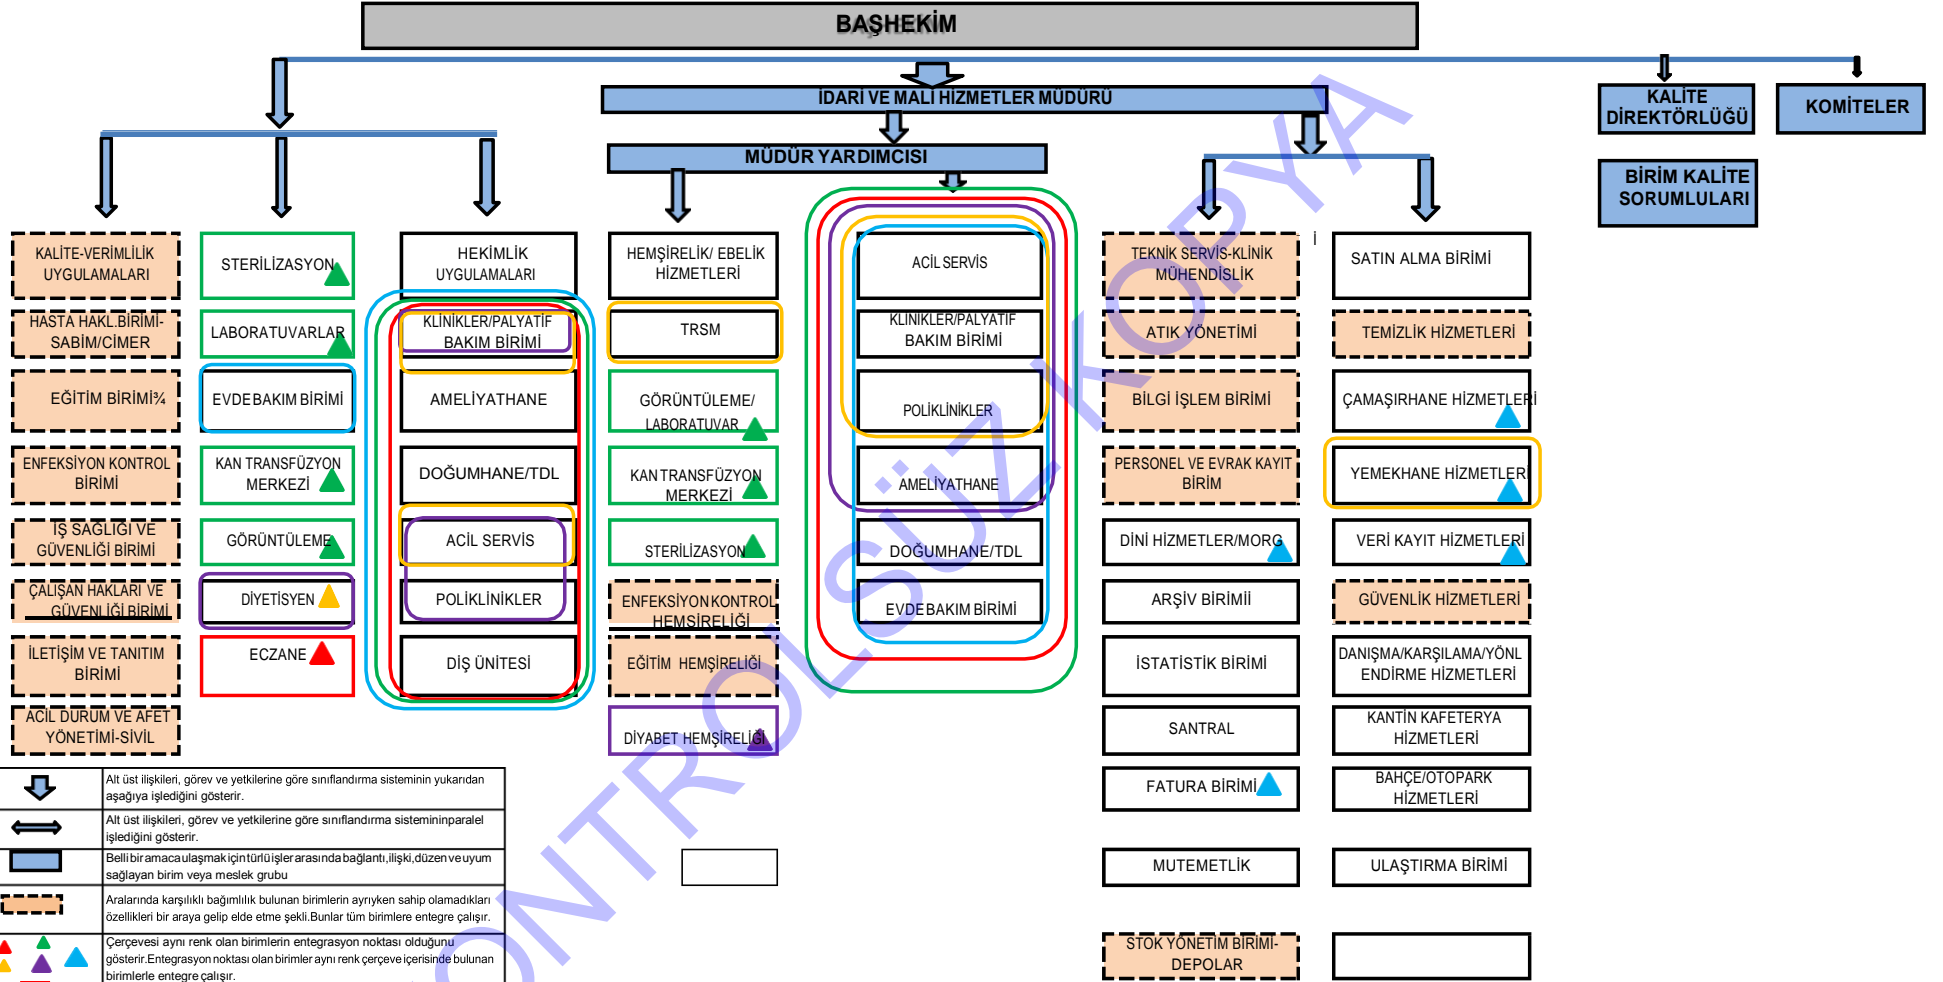 BAŞHEKİM
İDARİ VE MALİ HİZMETLER MÜDÜRÜ
KALİTE
DİREKTÖRLÜĞÜ
KOMİTELER
MÜDÜR YARDIMCISI
BİRİM KALİTE
SORUMLULARI
KALİTE-VERİMLİLİK
UYGULAMALARI
HASTA HAKL.BİRİMİ-
SABİM/CİMER
EĞİTİM BİRİMİ¾
ENFEKSİYON KONTROL
BİRİMİ
İŞ SAĞLIĞI VE
GÜVENLİĞİ BİRİMİ
ÇALIŞAN HAKLARI VE
GÜVENLİĞİ BİRİMİ
İLETİŞİM VE TANITIM
BİRİMİ
ACİL DURUM VE AFET
YÖNETİMİ-SİVİL
STERİLİZASYON
LABORATUVARLAR
EVDE BAKIM BİRİMİ
KAN TRANSFÜZYON
MERKEZİ
GÖRÜNTÜLEME
DİYETİSYEN
ECZANE
HEKİMLİK
UYGULAMALARI
KLİNİKLER/PALYATİF
BAKIM BİRİMİ
AMELİYATHANE
DOĞUMHANE/TDL
ACİL SERVİS
POLİKLİNİKLER
DİŞ ÜNİTESİ
HEMŞİRELİK/ EBELİK
HİZMETLERİ
TRSM
GÖRÜNTÜLEME/
LABORATUVAR
KAN TRANSFÜZYON
MERKEZİ
STERİLİZASYON
ENFEKSİYON KONTROL
HEMŞİRELİĞİ
EĞİTİM HEMŞİRELİĞİ
DİYABET HEMŞİRELİĞİ
ACİL SERVİS
KLİNİKLER/PALYATİF
BAKIM BİRİMİ
POLİKLİNİKLER
AMELİYATHANE
DOĞUMHANE/TDL
EVDE BAKIM BİRİMİ
TEKNİK SERVİS-KLİNİK
MÜHENDİSLİK
İ
ATIK YÖNETİMİ
BİLGİ İŞLEM BİRİMİ
PERSONEL VE EVRAK KAYIT
BİRİM
DİNİ HİZMETLER/MORG
ARŞİV BİRİMİİ
İSTATİSTİK BİRİMİ
SANTRAL
FATURA BİRİMİ
MUTEMETLİK
STOK YÖNETİM BİRİMİ-
DEPOLAR
SATIN ALMA BİRİMİ
TEMİZLİK HİZMETLERİ
ÇAMAŞIRHANE HİZMETLERİ
YEMEKHANE HİZMETLERİ
VERİ KAYIT HİZMETLERİ
GÜVENLİK HİZMETLERİ
DANIŞMA/KARŞILAMA/YÖNL
ENDİRME HİZMETLERİ
KANTİN KAFETERYA
HİZMETLERİ
BAHÇE/OTOPARK
HİZMETLERİ
ULAŞTIRMA BİRİMİ
Alt üst ilişkileri, görev ve yetkilerine göre sınıflandırma sisteminin yukarıdan
aşağıya işlediğini gösterir.
Alt üst ilişkileri, görev ve yetkilerine göre sınıflandırma sistemininparalel
işlediğini gösterir.
Belli bir amaca ulaşmak için türlü işler arasında bağlantı, ilişki, düzen ve uyum
sağlayan birim veya meslek grubu
Aralarında karşılıklı bağımlılık bulunan birimlerin ayrıyken sahip olamadıkları
özellikleri bir araya gelip elde etme şekli.Bunlar tüm birimlere entegre çalışır.
Çerçevesi aynı renk olan birimlerin entegrasyon noktası olduğunu
gösterir.Entegrasyon noktası olan birimler aynı renk çerçeve içerisinde bulunan
birimlerle entegre çalışır.
ONTROLSÜZ KOPYA